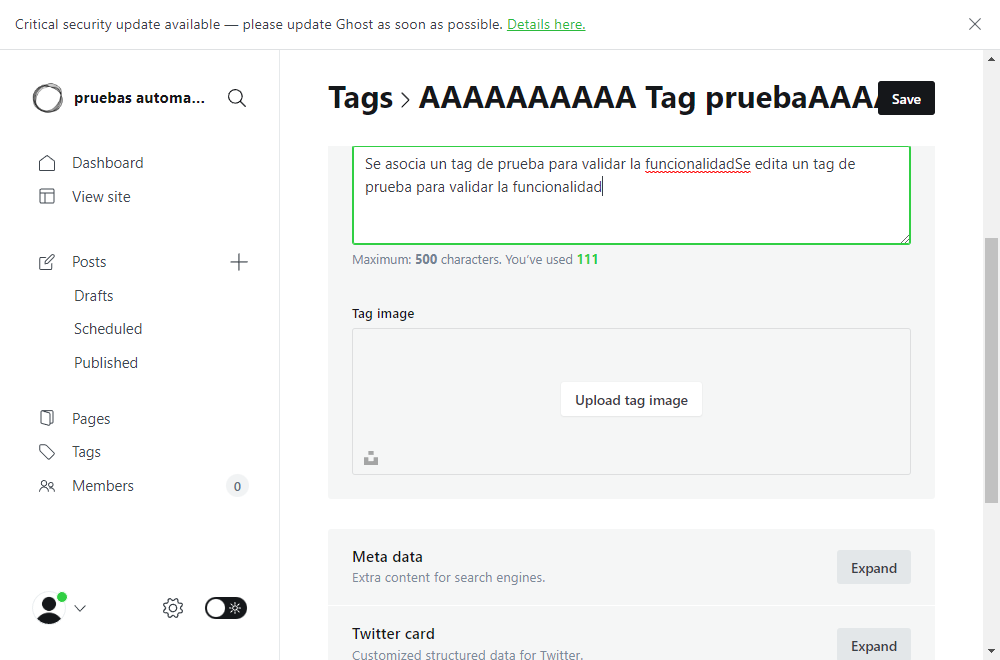 Critical security update available — please update Ghost as soon as possible. Details here.
pruebas automa...
Tags > AAAAAAAAAA Tag pruebaAAAA
Save
Dashboard
View site
Posts
Drafts
Scheduled
Published
Pages
Tags
Members
0
Se asocia un tag de prueba para validar la funcionalidadSe edita un tag de
prueba para validar la funcionalidad
Maximum: 500 characters. You've used 111
Tag image
Upload tag image
Meta data
Extra content for search engines.
Expand
Twitter card
Customized structured data for Twitter.
Expand